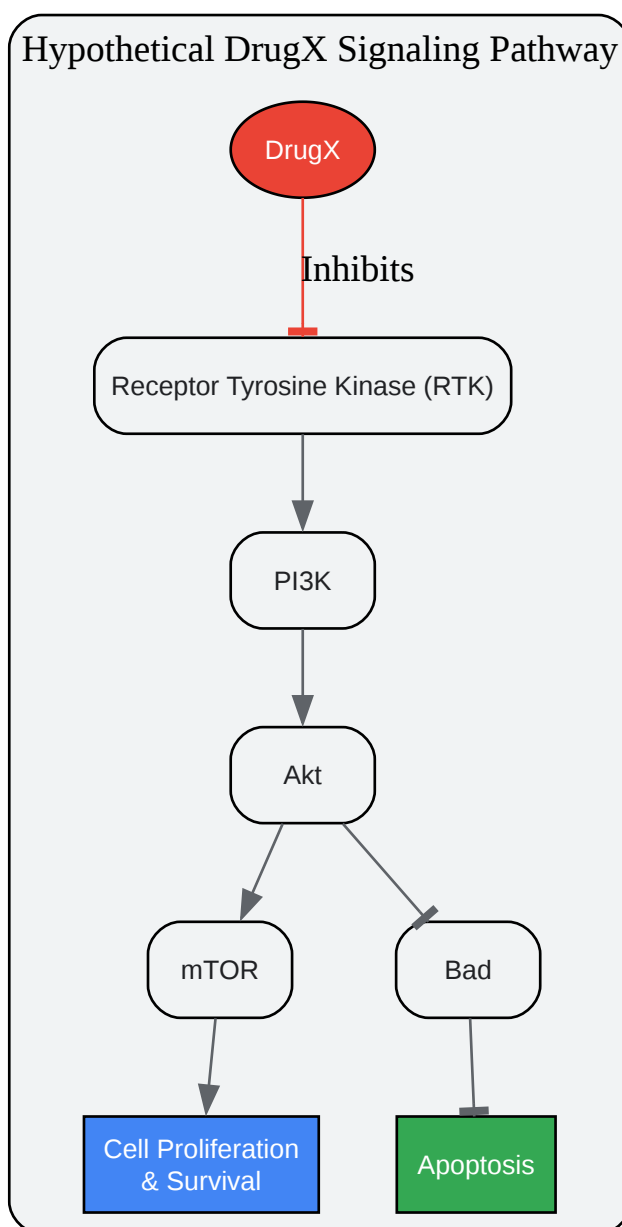 Hypothetical DrugX Signaling Pathway
DrugX
Inhibits
Receptor Tyrosine Kinase (RTK)
PI3K
Akt
mTOR
Bad
Cell Proliferation
& Survival
Apoptosis